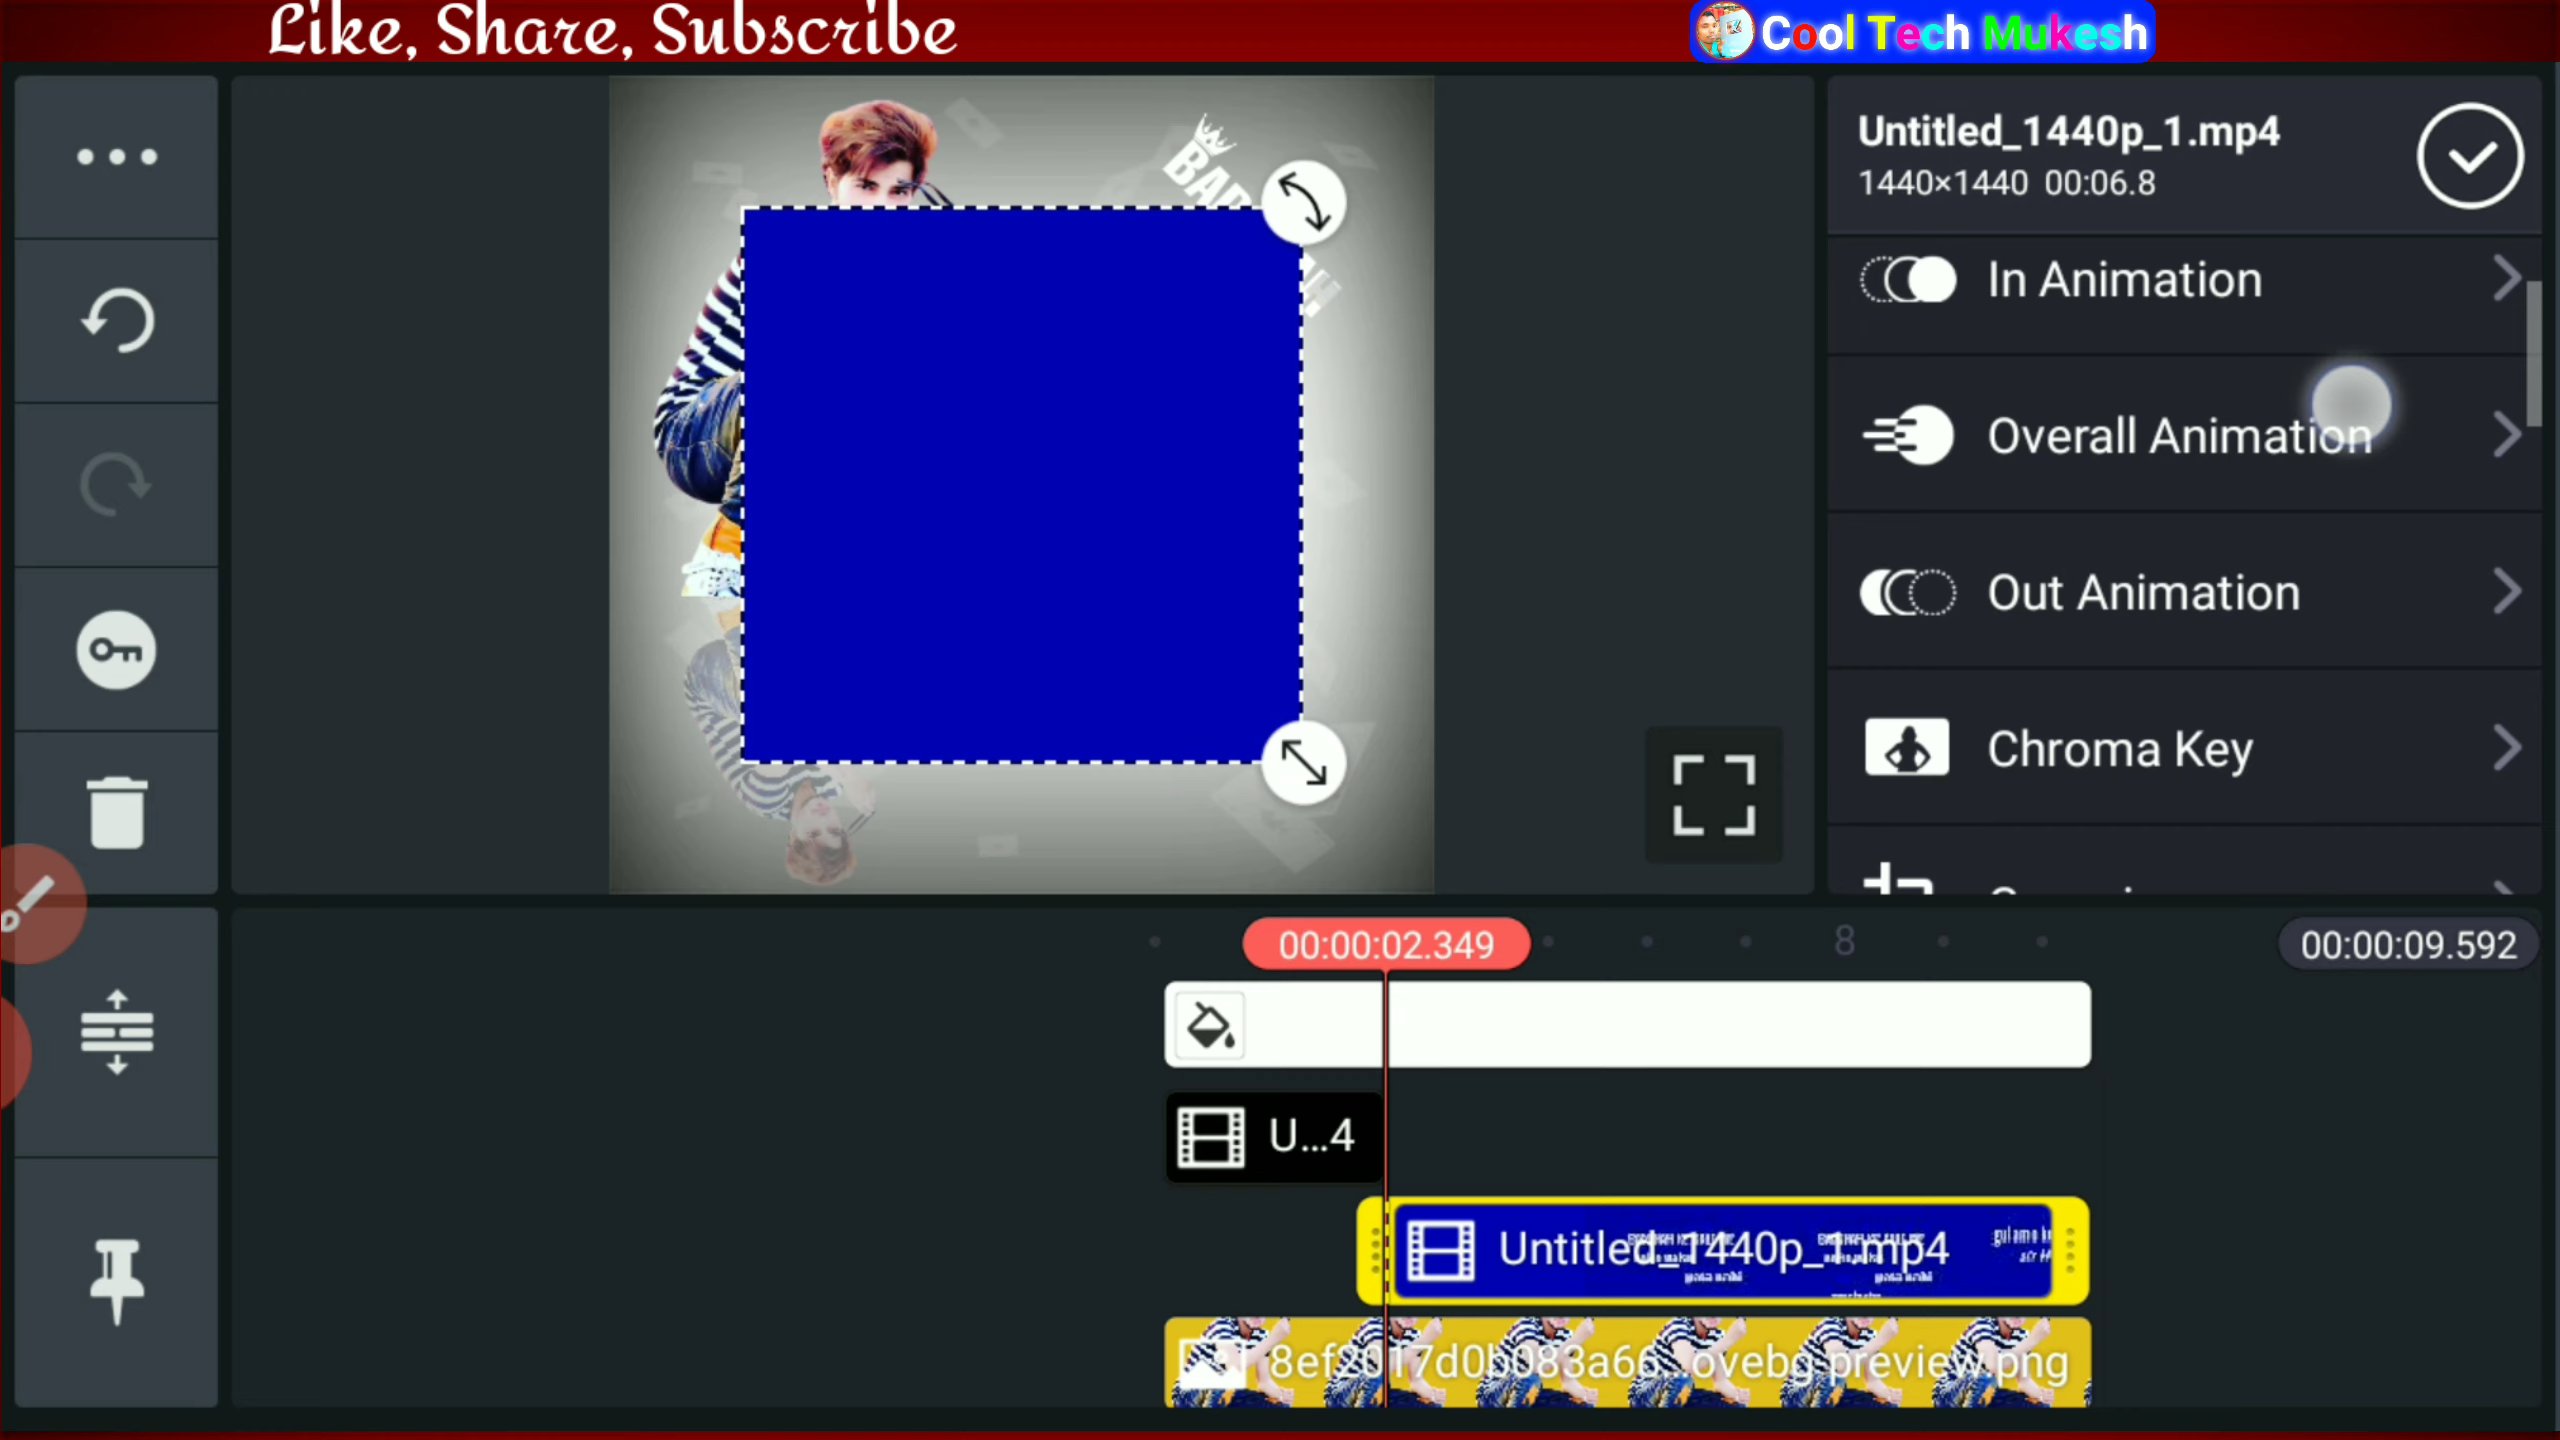 Like, Share, Subscribe
Cool Tech Mukesh
Untitled_1440p_1.mp4
1440×1440 00:06.8
BAD
In Animation
Overall Animation
Out Animation
Chroma Key
00:00:02.349
8
00:00:09.592
U...4
Untitled_1440p_1.mp4
8ef2017d0b083a66...ovebg-preview.png